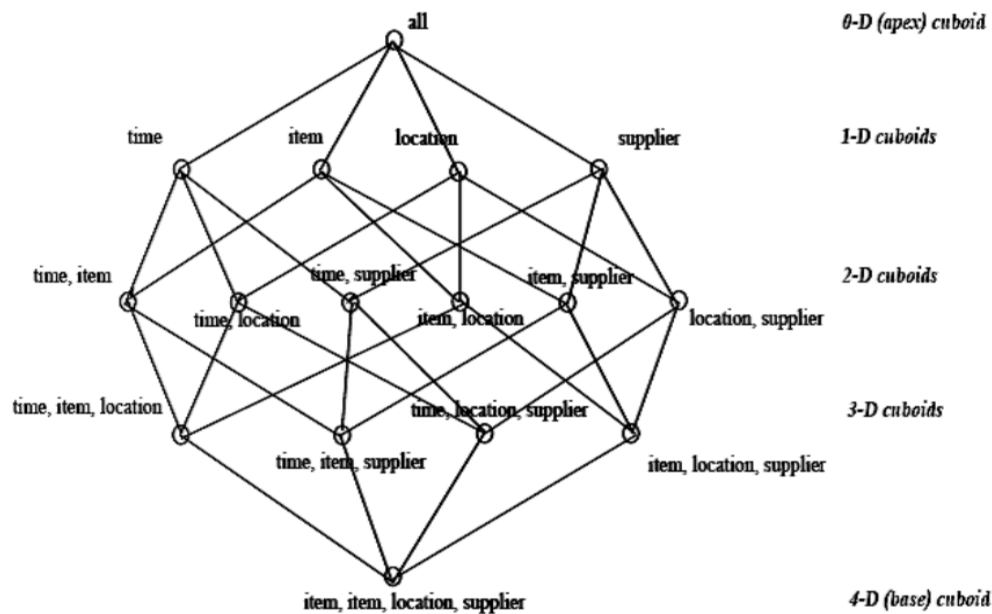 all
0-D (apex) cuboid
time
item
location
supplier
1-D cuboids
time, item
time, location
time, supplier
item, location
item, supplier
location, supplier
2-D cuboids
time, item, location
time, item, supplier
time, location, supplier
item, location, supplier
3-D cuboids
item, item, location, supplier
4-D (base) cuboid